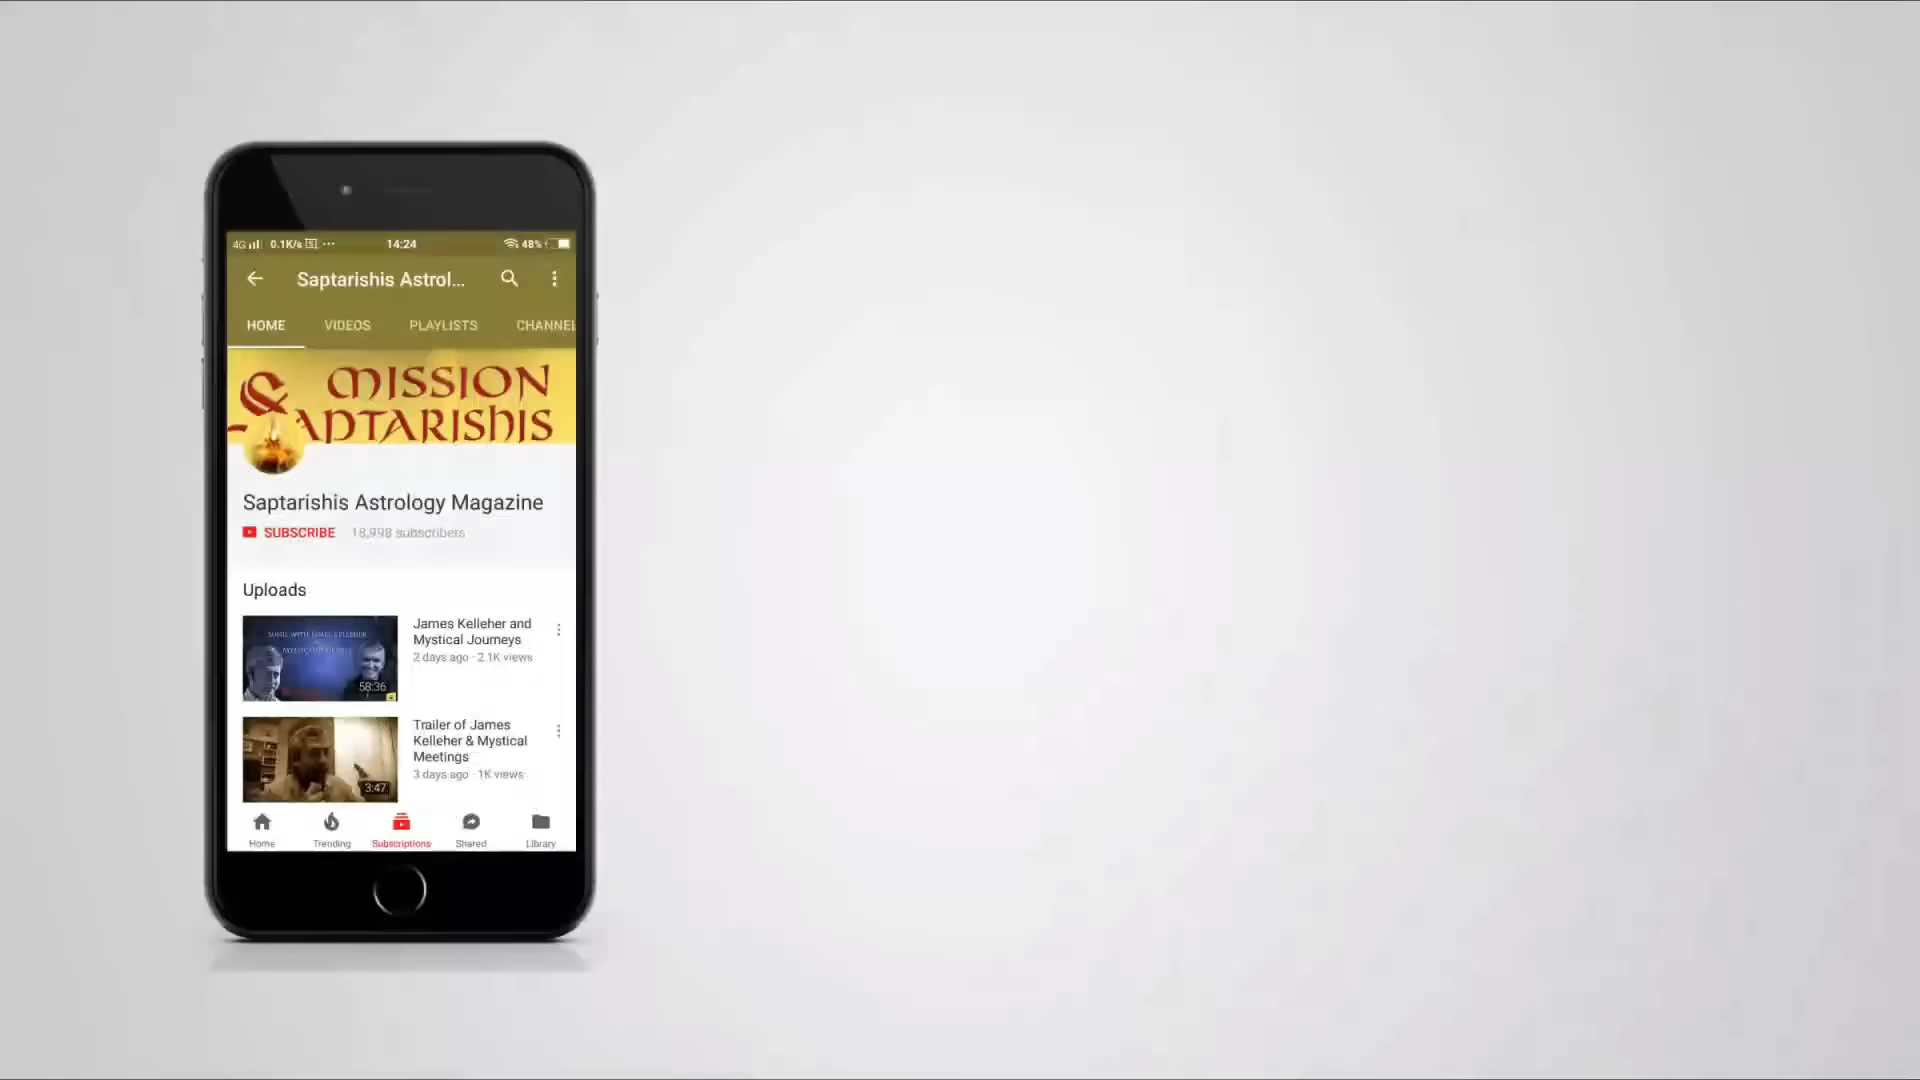 4G 0.1K/s ... 14:24 48%
Saptarishis Astrol...
HOME VIDEOS PLAYLISTS CHANNEL
MISSION
SAPTARISHIS
Saptarishis Astrology Magazine
SUBSCRIBE 18,998 subscribers
Uploads
James Kelleher and
Mystical Journeys
2 days ago · 2.1K views
58:36
Trailer of James
Kelleher & Mystical
Meetings
3 days ago · 1K views
3:47
Home Trending Subscriptions Shared Library